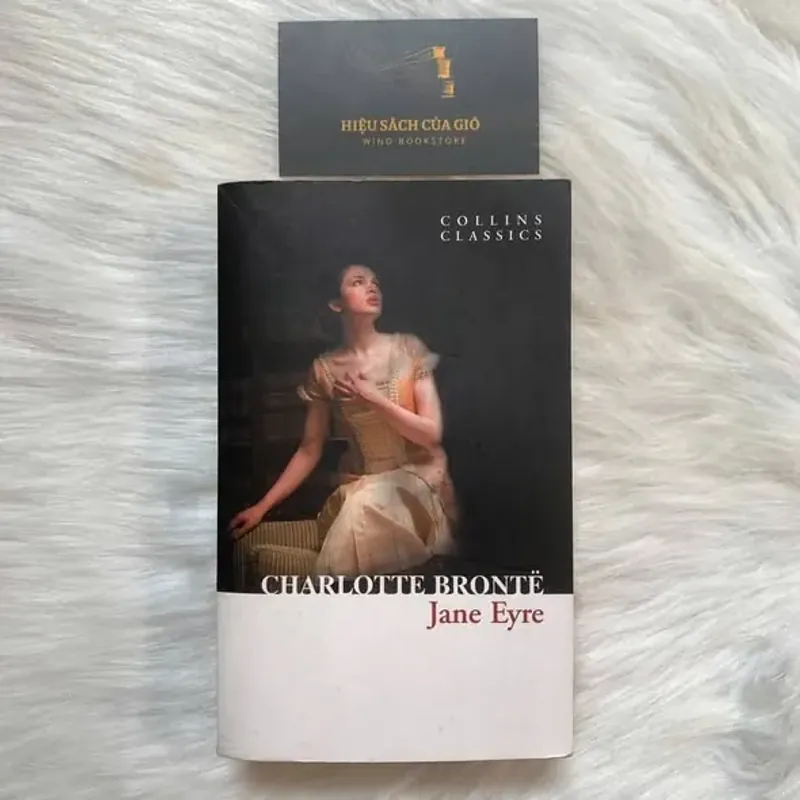 HIỆU SÁCH CỦA GIÓ
WIND BOOKSTORE
COLLINS
CLASSICS
CHARLOTTE BRONTË
Jane Eyre